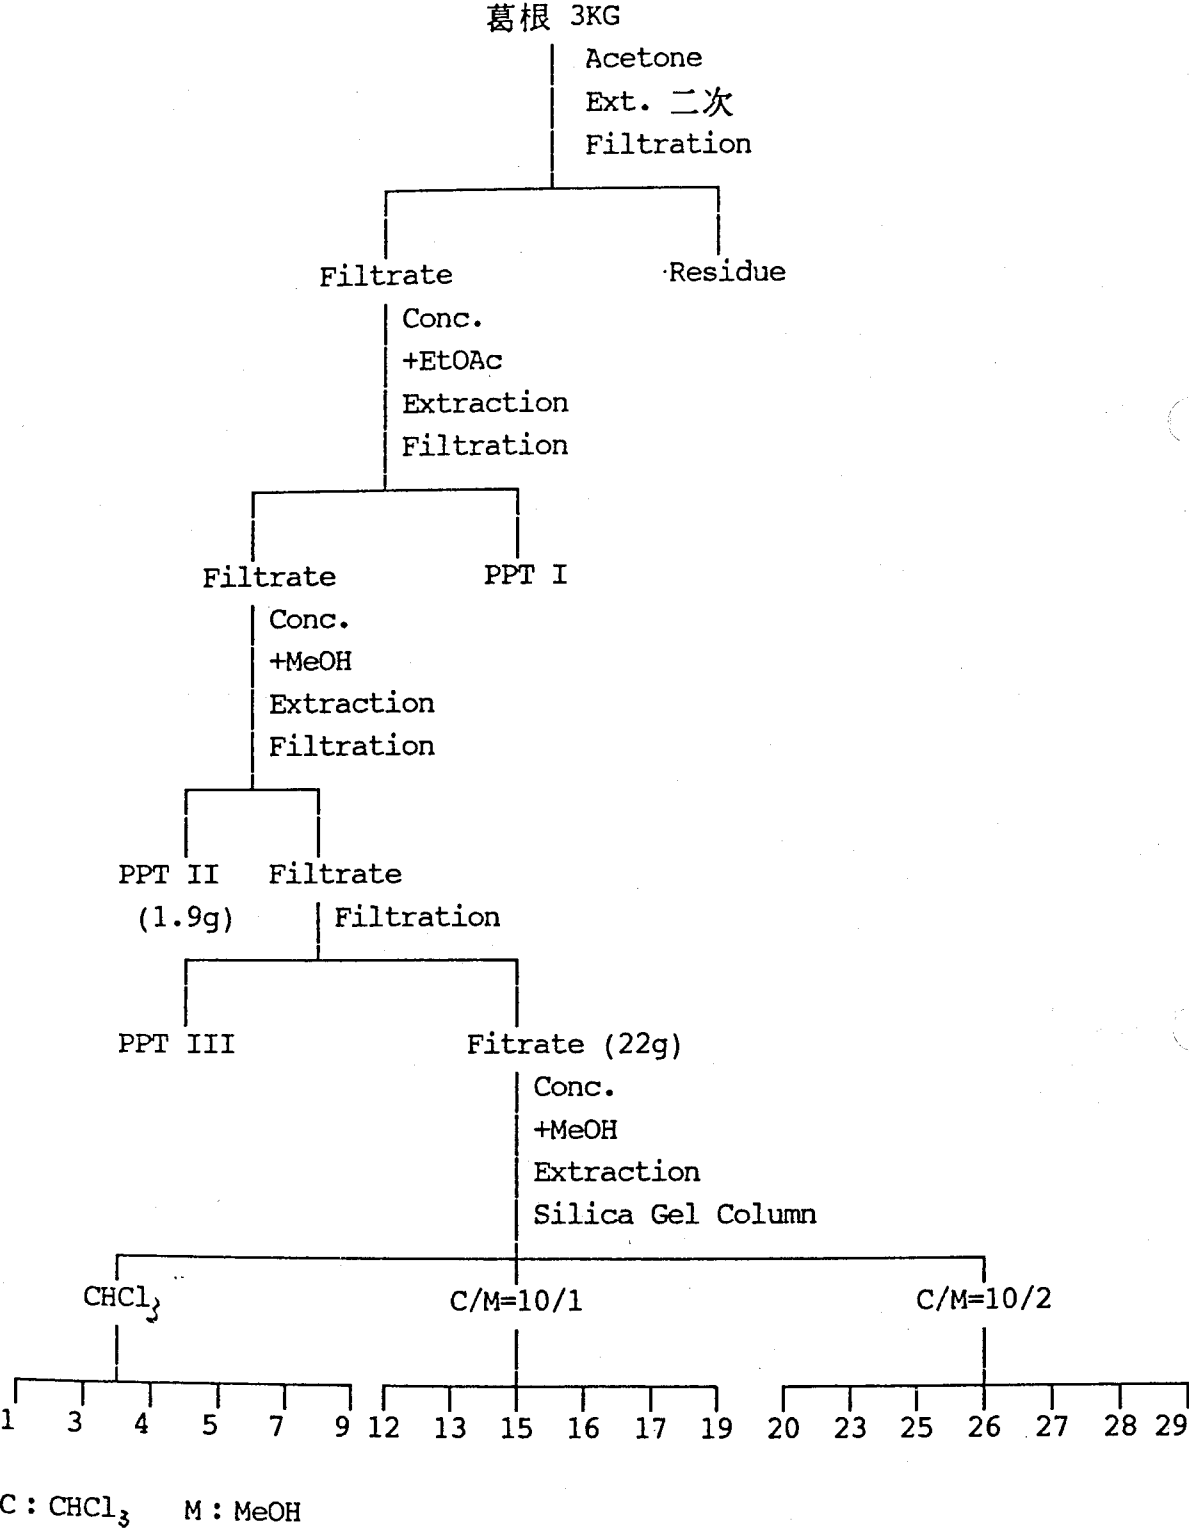 葛根 3KG
Acetone
Ext. 二次
Filtration
Filtrate
Residue
Conc.
+EtOAc
Extraction
Filtration
Filtrate
PPT I
Conc.
+MeOH
Extraction
Filtration
PPT II
Filtrate
(1.9g)
Filtration
PPT III
Fitrate (22g)
Conc.
+MeOH
Extraction
Silica Gel Column
CHCl₃
C/M=10/1
C/M=10/2
1 3 4 5 7 9 12 13 15 16 17 19 20 23 25 26 27 28 29
C : CHCl₃ M : MeOH